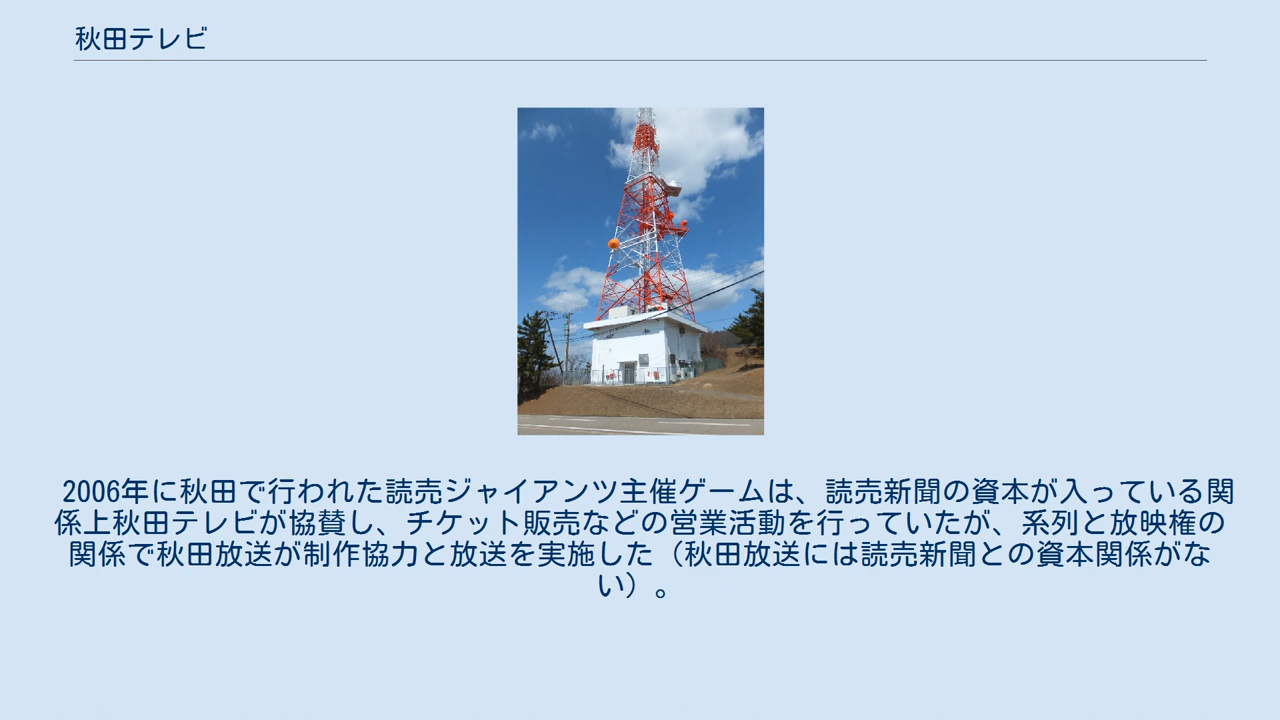 秋田テレビ
2006年に秋田で行われた読売ジャイアンツ主催ゲームは、読売新聞の資本が入っている関
係上秋田テレビが協賛し、チケット販売などの営業活動を行っていたが、系列と放映権の
関係で秋田放送が制作協力と放送を実施した（秋田放送には読売新聞との資本関係がな
い）。